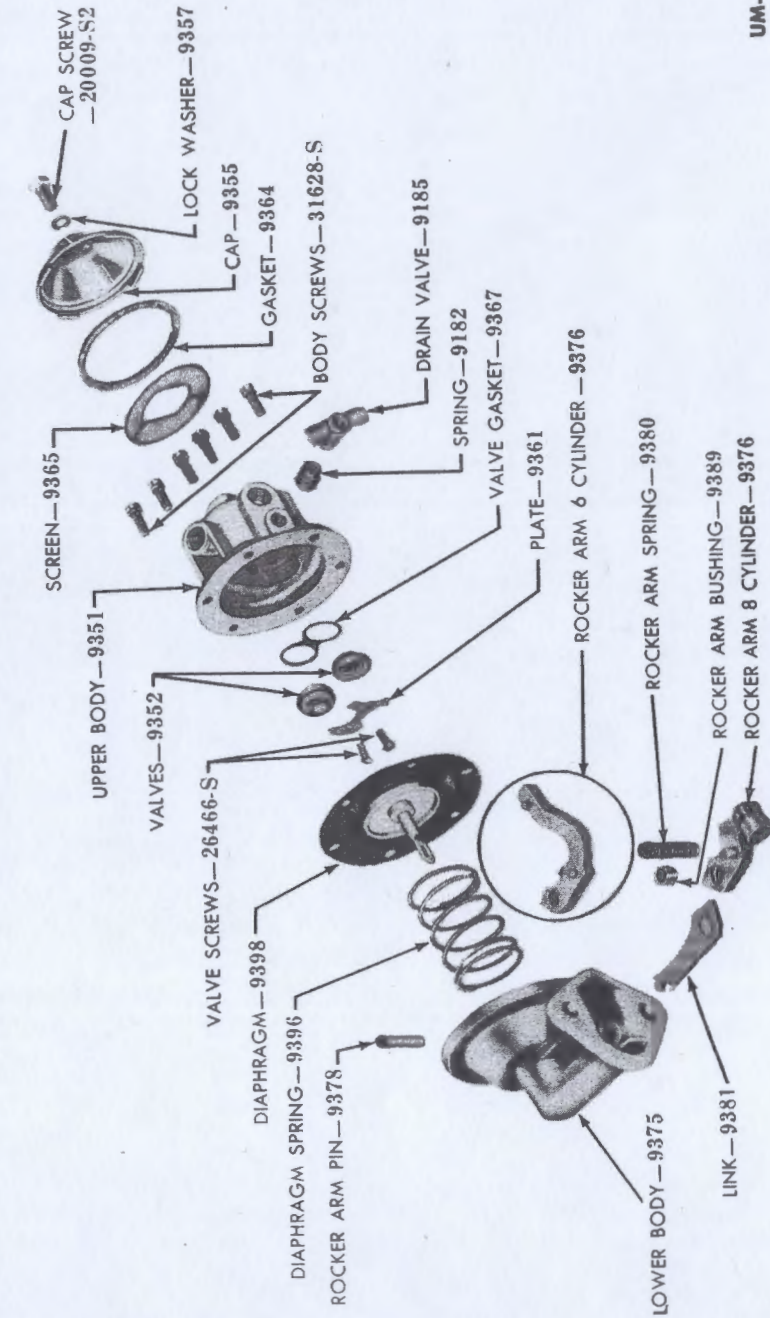 CAP SCREW
—20009-S2
LOCK WASHER—9357
CAP—9355
GASKET—9364
BODY SCREWS—31628-S
SCREEN—9365
DRAIN VALVE—9185
SPRING—9182
UPPER BODY—9351
VALVE GASKET—9367
VALVES—9352
PLATE—9361
VALVE SCREWS—26466-S
ROCKER ARM 6 CYLINDER—9376
DIAPHRAGM—9398
DIAPHRAGM SPRING—9396
ROCKER ARM PIN—9378
ROCKER ARM SPRING—9380
ROCKER ARM BUSHING—9389
ROCKER ARM 8 CYLINDER—9376
LOWER BODY—9375
LINK—9381
UM-